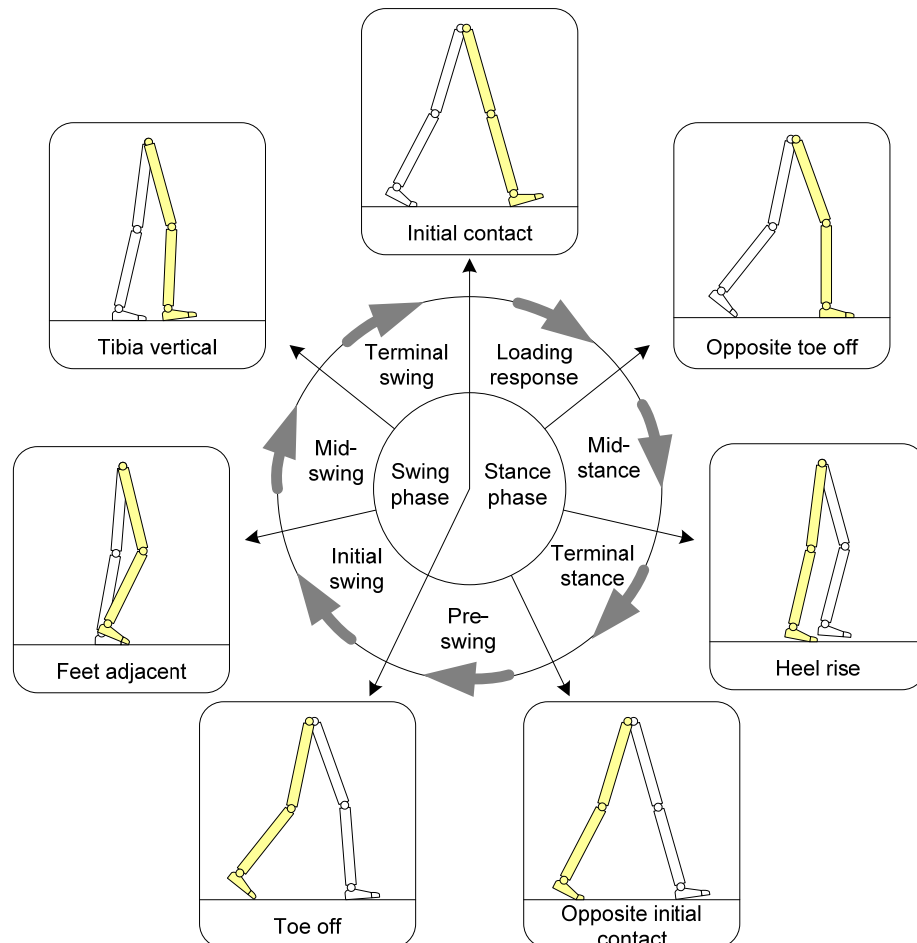 Initial contact
Tibia vertical
Opposite toe off
Terminal
swing
Loading
response
Mid-
swing
Swing
phase
Stance
phase
Mid-
stance
Initial
swing
Terminal
stance
Pre-
swing
Feet adjacent
Heel rise
Toe off
Opposite initial
contact